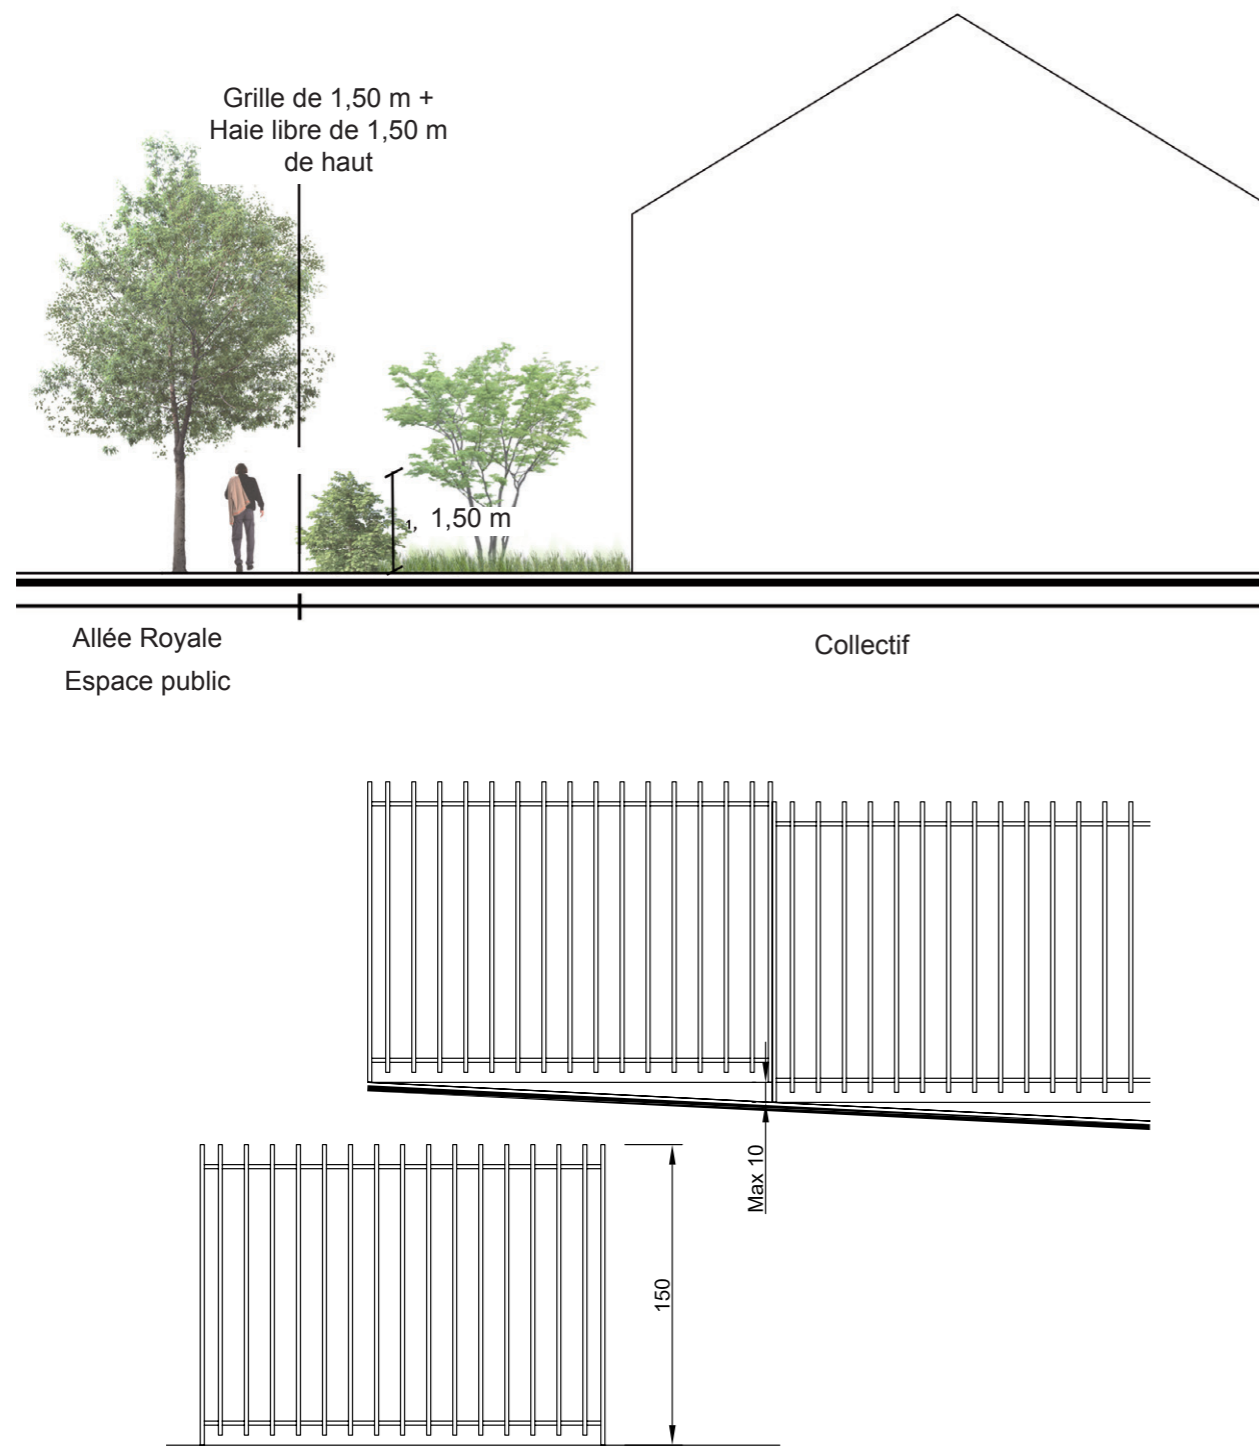 Grille de 1,50 m +
Haie libre de 1,50 m
de haut
1, 1,50 m
Allée Royale
Espace public
Collectif
Max 10
150